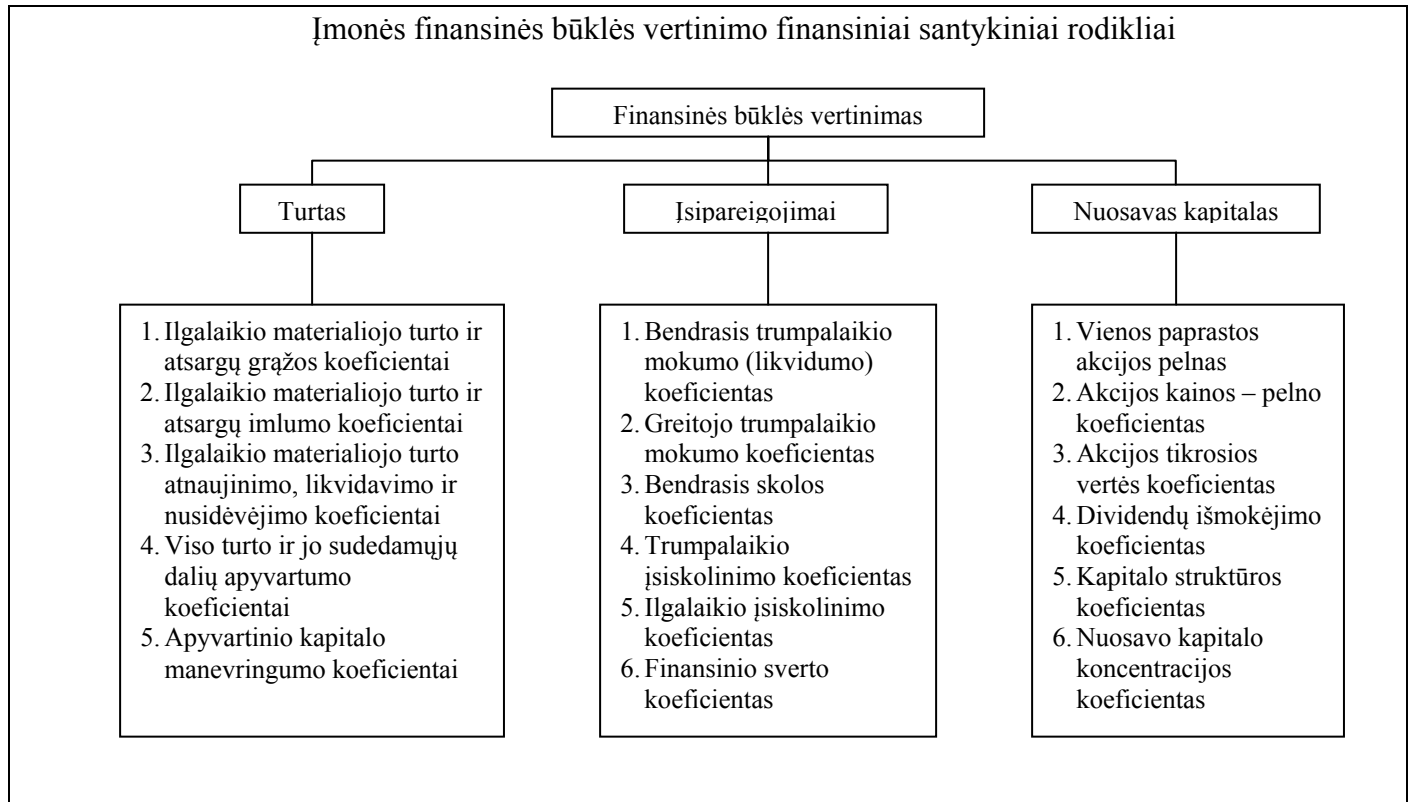 Įmonės finansinės būklės vertinimo finansiniai santykiniai rodikliai
Finansinės būklės vertinimas
Turtas
Įsipareigojimai
Nuosavas kapitalas
1. Ilgalaikio materialiojo turto ir
atsargų grąžos koeficientai
2. Ilgalaikio materialiojo turto ir
atsargų imlumo koeficientai
3. Ilgalaikio materialiojo turto
atnaujinimo, likvidavimo ir
nusidėvėjimo koeficientai
4. Viso turto ir jo sudedamųjų
dalių apyvartumo
koeficientai
5. Apyvartinio kapitalo
manevringumo koeficientai
1. Bendrasis trumpalaikio
mokumo (likvidumo)
koeficientas
2. Greitojo trumpalaikio
mokumo koeficientas
3. Bendrasis skolos
koeficientas
4. Trumpalaikio
įsiskolinimo koeficientas
5. Ilgalaikio įsiskolinimo
koeficientas
6. Finansinio sverto
koeficientas
1. Vienos paprastos
akcijos pelnas
2. Akcijos kainos – pelno
koeficientas
3. Akcijos tikrosios
vertės koeficientas
4. Dividendų išmokėjimo
koeficientas
5. Kapitalo struktūros
koeficientas
6. Nuosavo kapitalo
koncentracijos
koeficientas